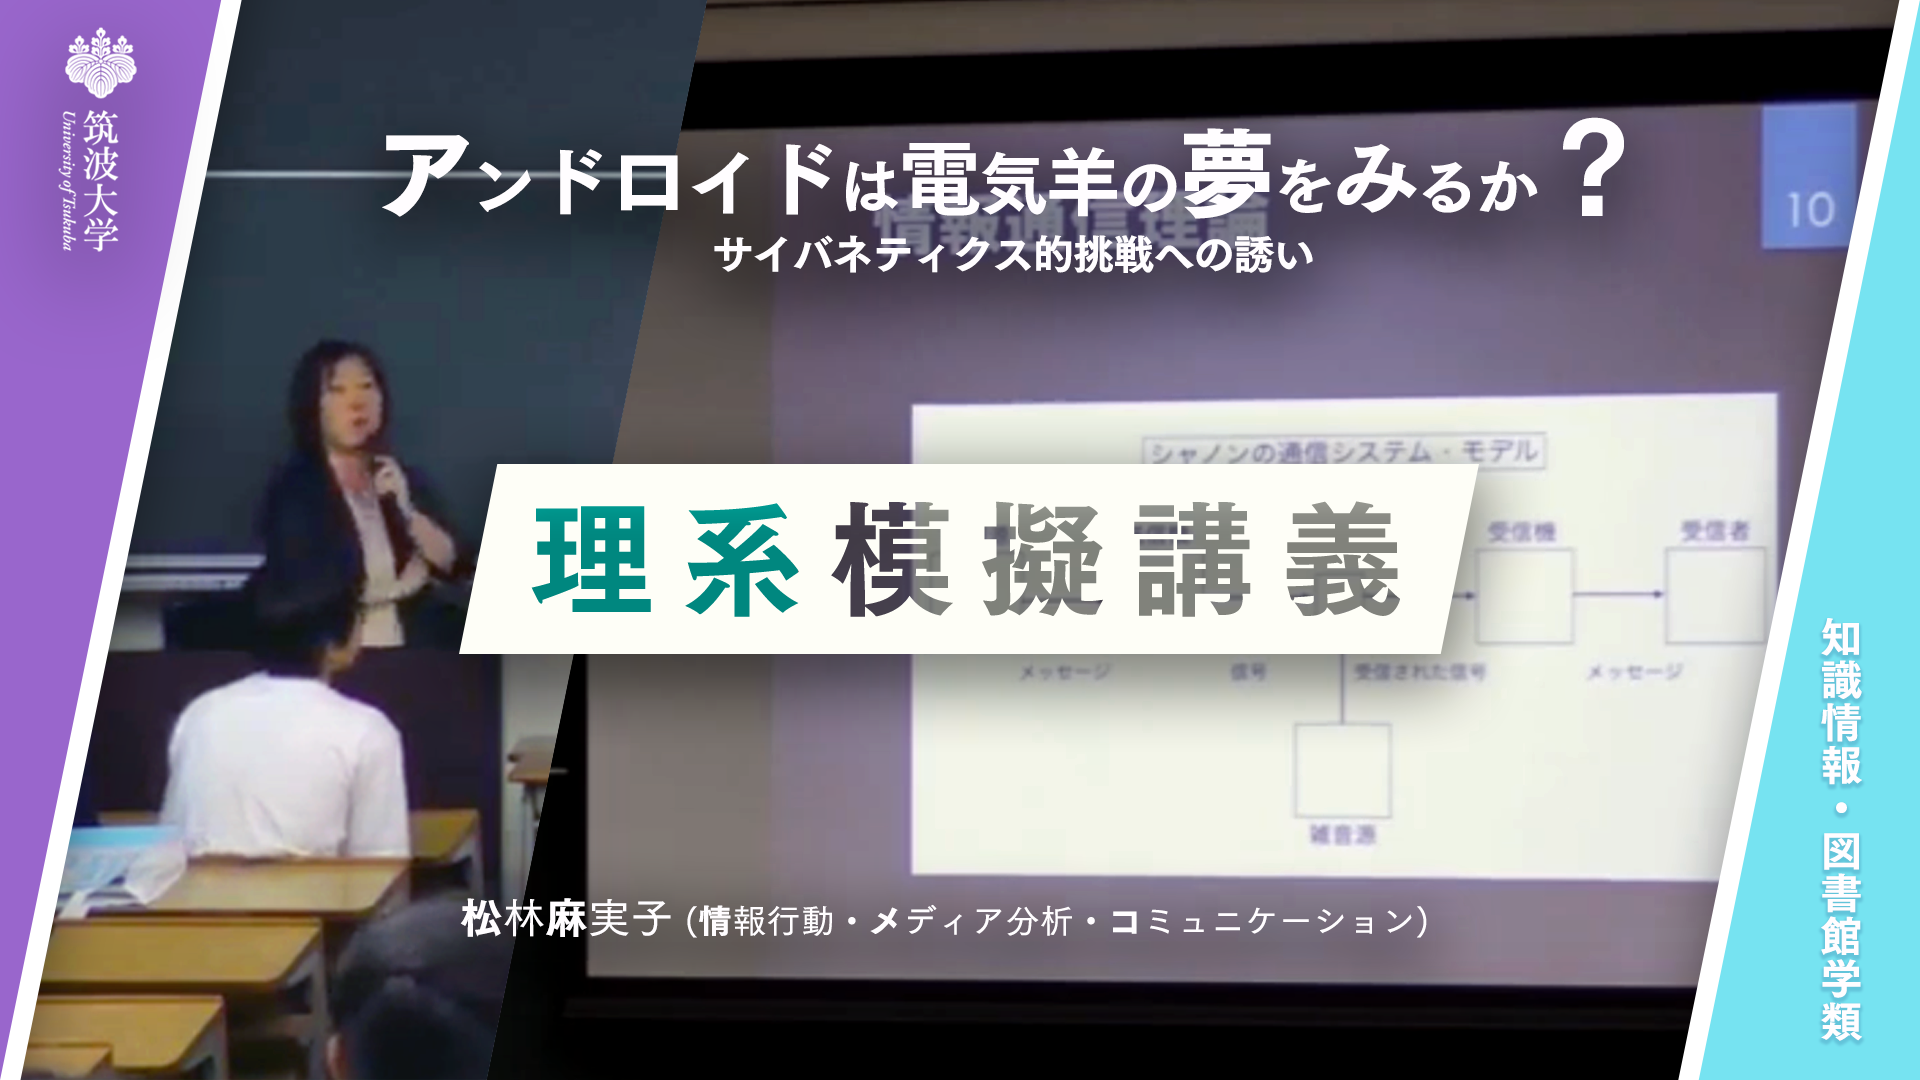 筑波大学
University of Tsukuba
アンドロイドは電気羊の夢をみるか？
サイバネティクス的挑戦への誘い
情報通信理論
10
シャノンの通信システム・モデル
理系模擬講義
受信機
受信者
メッセージ
信号
受信された信号
メッセージ
雑音源
松林麻実子 (情報行動・メディア分析・コミュニケーション)
知識情報・図書館学類